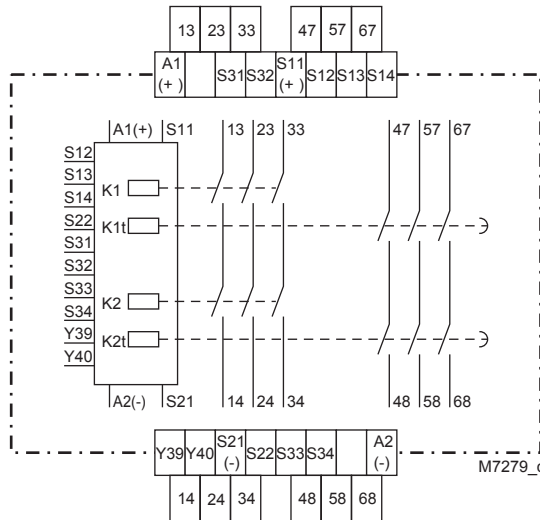 13 23 33 47 57 67
A1 (+) S31 S32 S11 (+) S12 S13 S14
A1(+) S11 13 23 33 47 57 67
S12
S13
K1
S14
S22
K1t
S31
S32
S33
K2
S34
Y39
K2t
Y40
A2(-) S21 14 24 34 48 58 68
Y39 Y40 S21 (-) S22 S33 S34 A2 (-)
M7279_
14 24 34 48 58 68